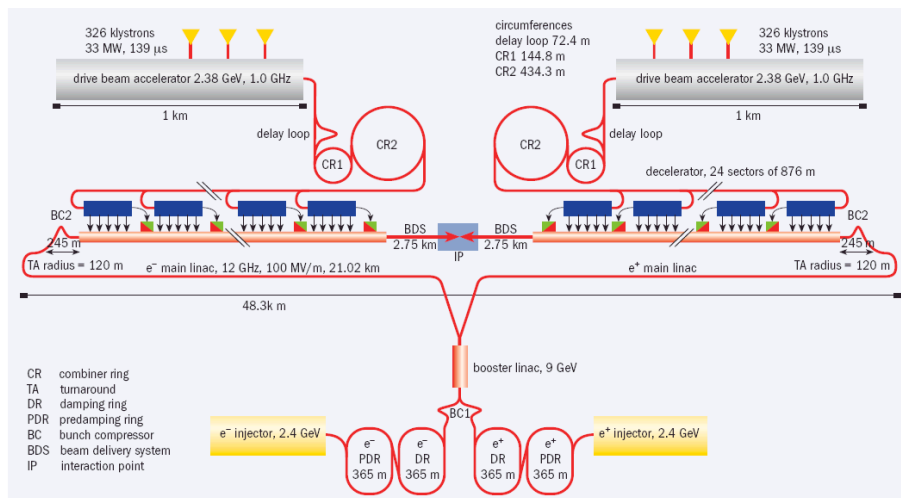 326 klystrons
33 MW, 139 μs
circumferences
delay loop 72.4 m
CR1 144.8 m
CR2 434.3 m
326 klystrons
33 MW, 139 μs
drive beam accelerator 2.38 GeV, 1.0 GHz
drive beam accelerator 2.38 GeV, 1.0 GHz
1 km
1 km
delay loop
CR1
CR2
CR2
CR1
delay loop
decelerator, 24 sectors of 876 m
BC2
BDS
2.75 km
IP
BDS
2.75 km
BC2
245 m
245 m
TA radius = 120 m
e⁻ main linac, 12 GHz, 100 MV/m, 21.02 km
e⁺ main linac
TA radius = 120 m
48.3k m
booster linac, 9 GeV
BC1
CR combiner ring
TA turnaround
DR damping ring
PDR predamping ring
BC bunch compressor
BDS beam delivery system
IP interaction point
e⁻ injector, 2.4 GeV
e⁻
PDR
365 m
e⁻
DR
365 m
e⁺
DR
365 m
e⁺
PDR
365 m
e⁺ injector, 2.4 GeV